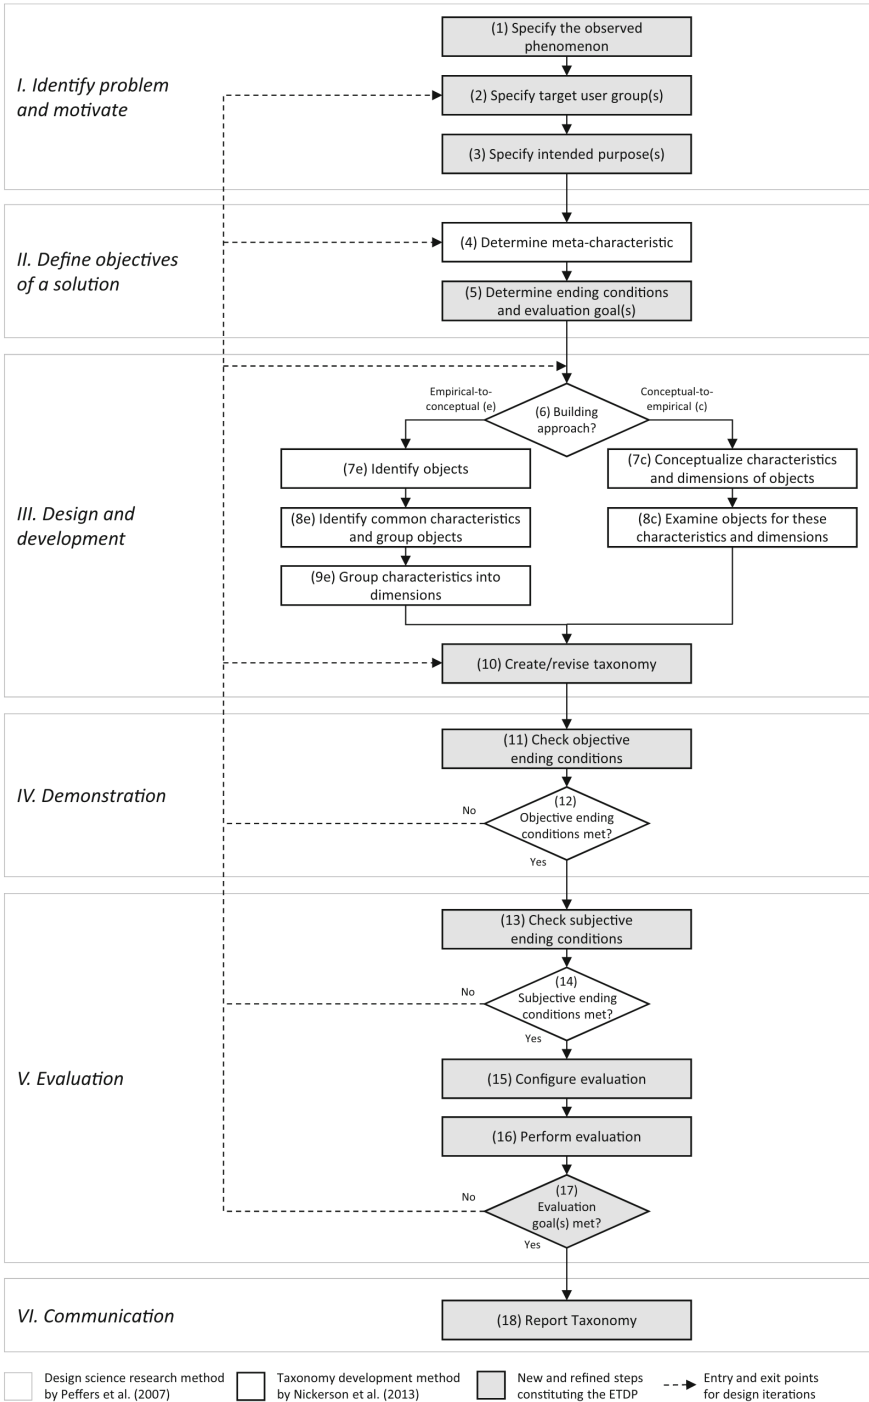 I. Identify problem
and motivate
(1) Specify the observed
phenomenon
(2) Specify target user group(s)
(3) Specify intended purpose(s)
II. Define objectives
of a solution
(4) Determine meta-characteristic
(5) Determine ending conditions
and evaluation goal(s)
III. Design and
development
Empirical-to-
conceptual (e)
(6) Building
approach?
Conceptual-to-
empirical (c)
(7e) Identify objects
(8e) Identify common characteristics
and group objects
(9e) Group characteristics into
dimensions
(7c) Conceptualize characteristics
and dimensions of objects
(8c) Examine objects for these
characteristics and dimensions
(10) Create/revise taxonomy
IV. Demonstration
(11) Check objective
ending conditions
(12)
Objective ending
conditions met?
No
Yes
V. Evaluation
(13) Check subjective
ending conditions
(14)
Subjective ending
conditions met?
No
Yes
(15) Configure evaluation
(16) Perform evaluation
(17)
Evaluation
goal(s) met?
No
Yes
VI. Communication
(18) Report Taxonomy
Design science research method
by Peffers et al. (2007)
Taxonomy development method
by Nickerson et al. (2013)
New and refined steps
constituting the ETDP
Entry and exit points
for design iterations